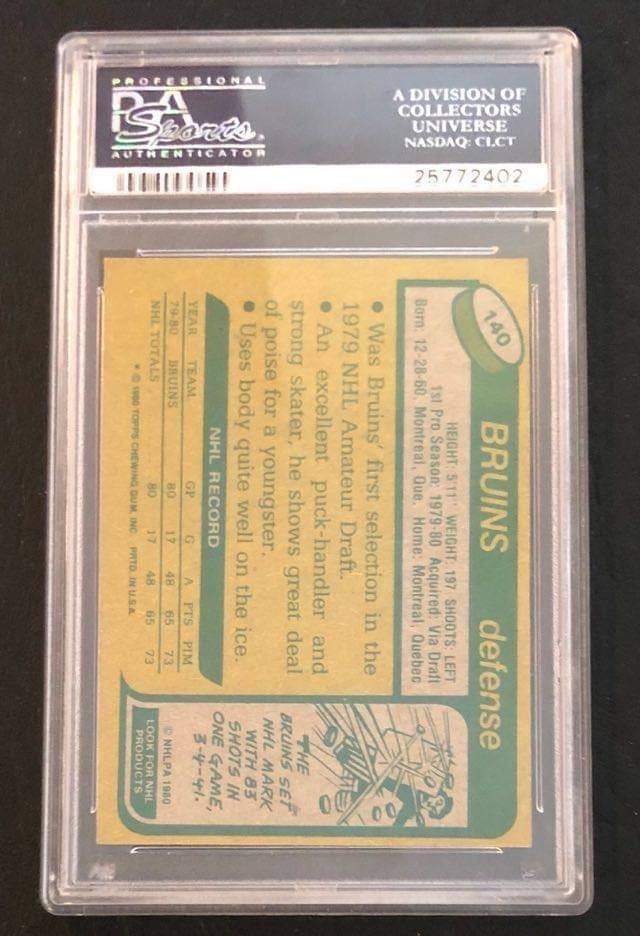 PROFESSIONAL
PSA
Sports
AUTHENTICATOR
A DIVISION OF
COLLECTORS
UNIVERSE
NASDAQ: CLCT
25772402
140
BRUINS defense
HEIGHT: 5'11" WEIGHT: 197 SHOOTS: LEFT
1st Pro Season: 1979-80 Acquired: Via Draft
Born: 12-28-60, Montreal, Que. Home: Montreal, Quebec
• Was Bruins' first selection in the
1979 NHL Amateur Draft.
• An excellent puck-handler and
strong skater, he shows great deal
of poise for a youngster.
• Uses body quite well on the ice.
NHL RECORD
YEAR TEAM GP G A PTS PIM
79-80 BRUINS 80 17 48 65 73
NHL TOTALS 80 17 48 65 73
* © 1980 TOPPS CHEWING GUM, INC. PRTD. IN U.S.A.
THE
BRUINS SET
NHL MARK
WITH 83
SHOTS IN
ONE GAME,
3-4-41.
© NHLPA 1980
LOOK FOR NHL
PRODUCTS